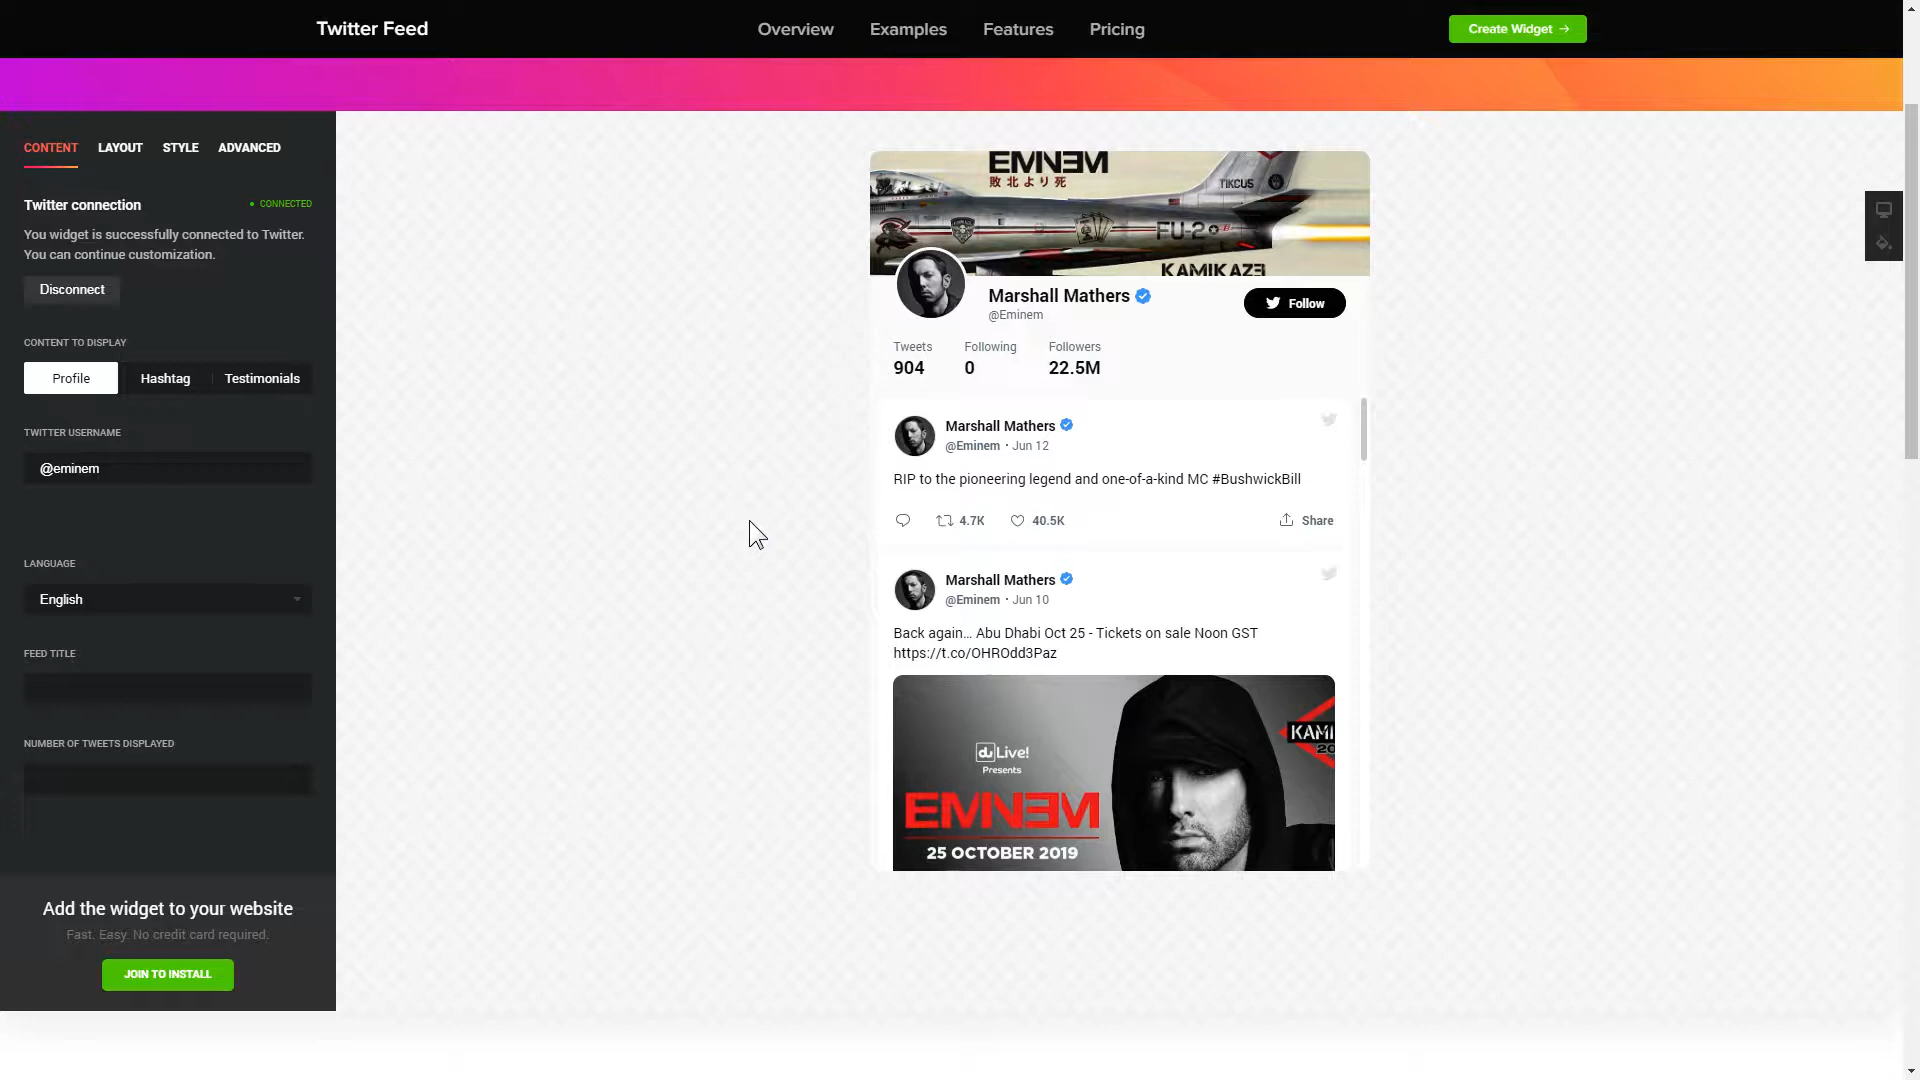 Twitter Feed
Overview
Examples
Features
Pricing
Create Widget →
CONTENT
LAYOUT
STYLE
ADVANCED
Twitter connection
• CONNECTED
You widget is successfully connected to Twitter.
You can continue customization.
Disconnect
CONTENT TO DISPLAY
Profile
Hashtag
Testimonials
TWITTER USERNAME
@eminem
LANGUAGE
English
FEED TITLE
NUMBER OF TWEETS DISPLAYED
Add the widget to your website
Fast. Easy. No credit card required.
JOIN TO INSTALL
EMINƎM
敗北より死
TIKCUS
FU-2
KAMIKAZE
Marshall Mathers
@Eminem
Follow
Tweets
Following
Followers
904
0
22.5M
Marshall Mathers
@Eminem • Jun 12
RIP to the pioneering legend and one-of-a-kind MC #BushwickBill
4.7K
40.5K
Share
Marshall Mathers
@Eminem • Jun 10
Back again… Abu Dhabi Oct 25 - Tickets on sale Noon GST
https://t.co/OHROdd3Paz
du Live!
Presents
KAMI
20
EMINƎM
25 OCTOBER 2019